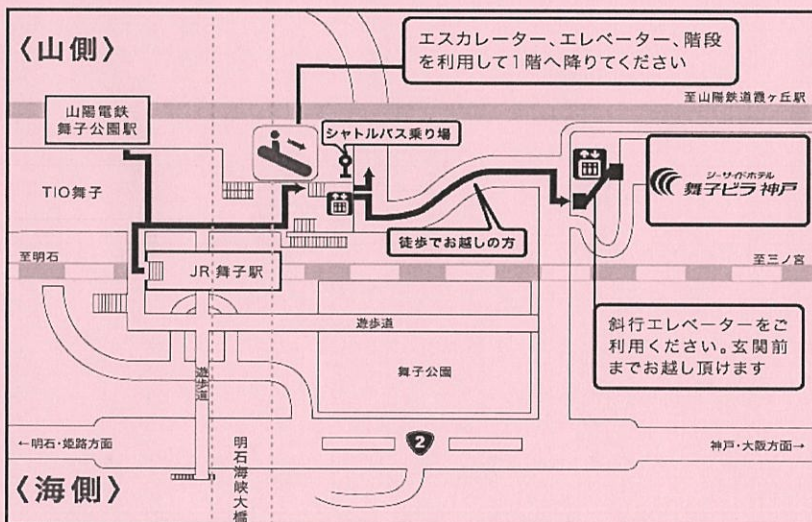 〈山側〉
エスカレーター、エレベーター、階段
を利用して1階へ降りてください
至山陽鉄道霞ヶ丘駅
山陽電鉄
舞子公園駅
シャトルバス乗り場
シーサイドホテル
舞子ビラ 神戸
TIO舞子
徒歩でお越しの方
至明石
JR 舞子駅
至三ノ宮
斜行エレベーターをご
利用ください。玄関前
までお越し頂けます
遊歩道
遊歩道
舞子公園
←明石・姫路方面
2
神戸・大阪方面→
明石海峡大橋
〈海側〉